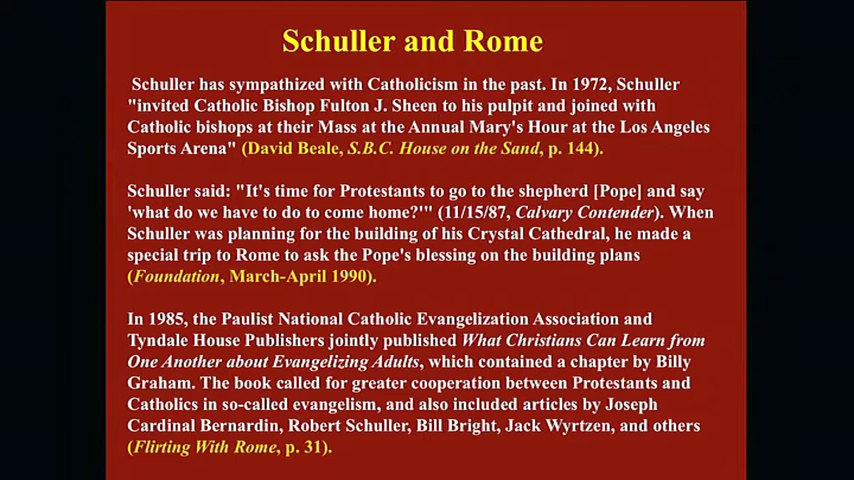 Schuller and Rome
Schuller has sympathized with Catholicism in the past. In 1972, Schuller
"invited Catholic Bishop Fulton J. Sheen to his pulpit and joined with
Catholic bishops at their Mass at the Annual Mary's Hour at the Los Angeles
Sports Arena" (David Beale, S.B.C. House on the Sand, p. 144).
Schuller said: "It's time for Protestants to go to the shepherd [Pope] and say
'what do we have to do to come home?'" (11/15/87, Calvary Contender). When
Schuller was planning for the building of his Crystal Cathedral, he made a
special trip to Rome to ask the Pope's blessing on the building plans
(Foundation, March-April 1990).
In 1985, the Paulist National Catholic Evangelization Association and
Tyndale House Publishers jointly published What Christians Can Learn from
One Another about Evangelizing Adults, which contained a chapter by Billy
Graham. The book called for greater cooperation between Protestants and
Catholics in so-called evangelism, and also included articles by Joseph
Cardinal Bernardin, Robert Schuller, Bill Bright, Jack Wyrtzen, and others
(Flirting With Rome, p. 31).